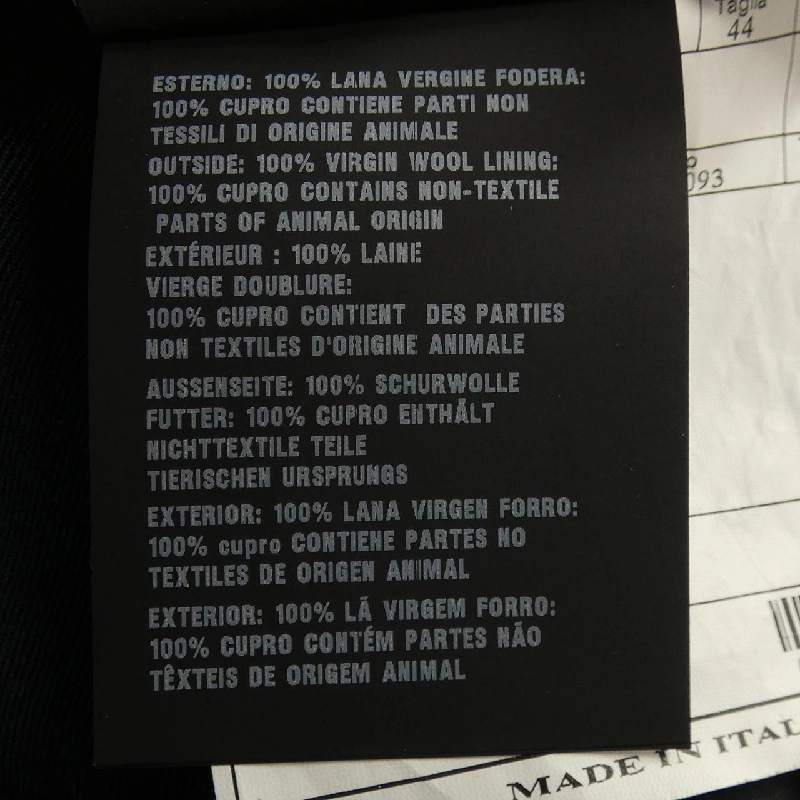 Taglia
44
093
ESTERNO: 100% LANA VERGINE FODERA:
100% CUPRO CONTIENE PARTI NON
TESSILI DI ORIGINE ANIMALE
OUTSIDE: 100% VIRGIN WOOL LINING:
100% CUPRO CONTAINS NON-TEXTILE
PARTS OF ANIMAL ORIGIN
EXTÉRIEUR : 100% LAINE
VIERGE DOUBLURE:
100% CUPRO CONTIENT DES PARTIES
NON TEXTILES D'ORIGINE ANIMALE
AUSSENSEITE: 100% SCHURWOLLE
FUTTER: 100% CUPRO ENTHÄLT
NICHTTEXTILE TEILE
TIERISCHEN URSPRUNGS
EXTERIOR: 100% LANA VIRGEN FORRO:
100% cupro CONTIENE PARTES NO
TEXTILES DE ORIGEN ANIMAL
EXTERIOR: 100% LÃ VIRGEM FORRO:
100% CUPRO CONTÉM PARTES NÃO
TÊXTEIS DE ORIGEM ANIMAL
MADE IN ITAL